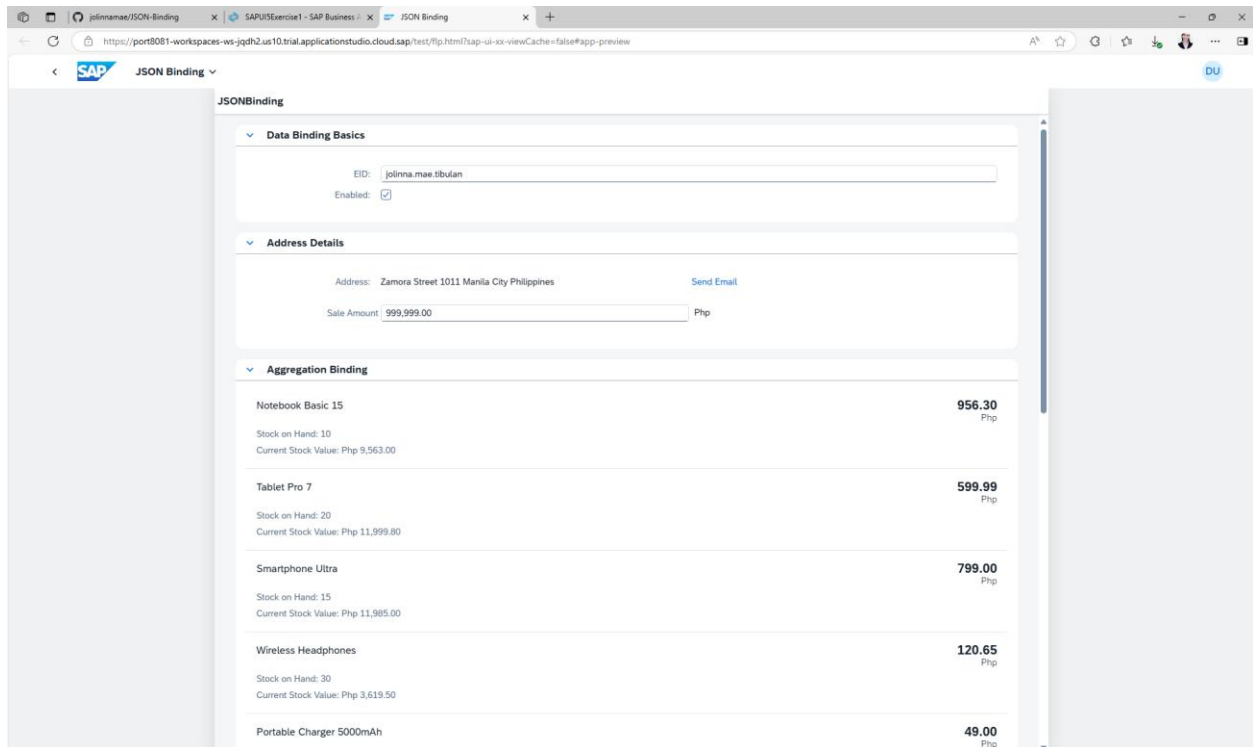 jolinnamae/JSON-Binding
SAPUI5Exercise1 - SAP Business A
JSON Binding
https://port8081-workspaces-ws-jqdh2.us10.trial.applicationstudio.cloud.sap/test/flp.html?sap-ui-xx-viewCache=false#app-preview
SAP JSON Binding DU
JSONBinding
Data Binding Basics
EID: jolinna.mae.tibulan
Enabled:
Address Details
Address: Zamora Street 1011 Manila City Philippines Send Email
Sale Amount 999,999.00 Php
Aggregation Binding
Notebook Basic 15 956.30
Php
Stock on Hand: 10
Current Stock Value: Php 9,563.00
Tablet Pro 7 599.99
Php
Stock on Hand: 20
Current Stock Value: Php 11,999.80
Smartphone Ultra 799.00
Php
Stock on Hand: 15
Current Stock Value: Php 11,985.00
Wireless Headphones 120.65
Php
Stock on Hand: 30
Current Stock Value: Php 3,619.50
Portable Charger 5000mAh 49.00
Php